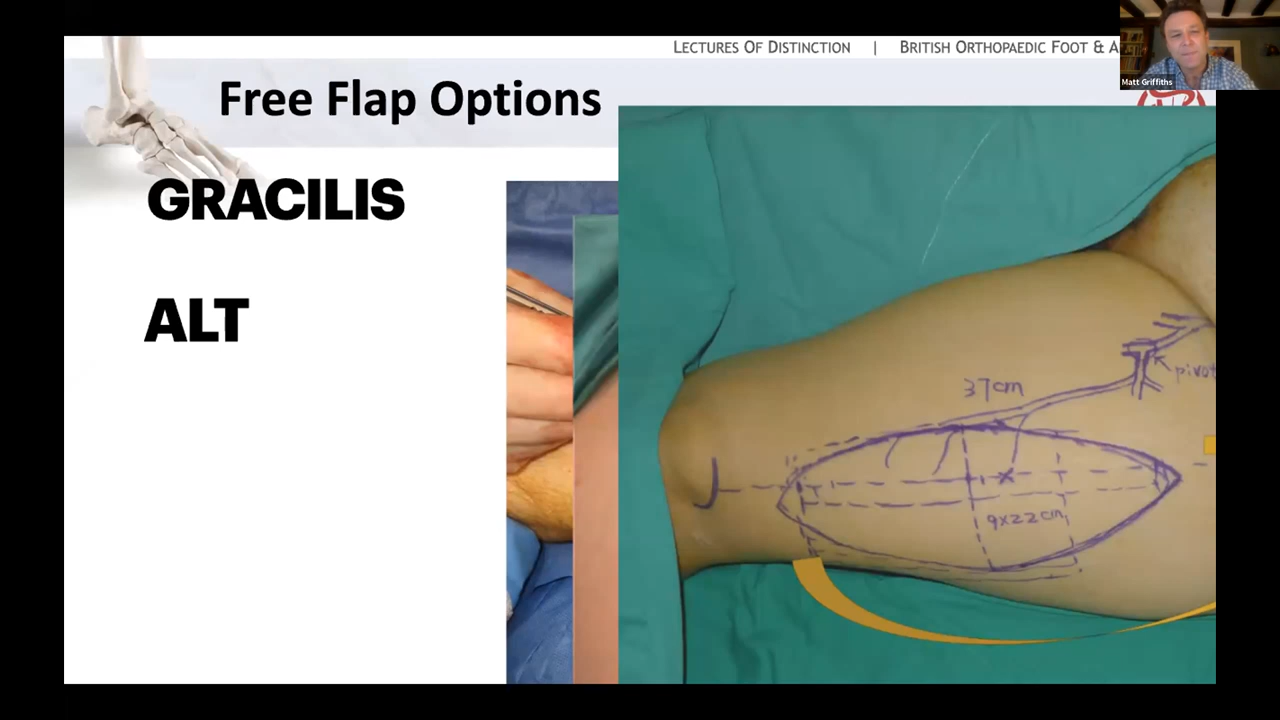 LECTURES OF DISTINCTION | BRITISH ORTHOPAEDIC FOOT & A
Matt Griffiths
Free Flap Options
GRACILIS
ALT
37cm
pivot
9x22cm